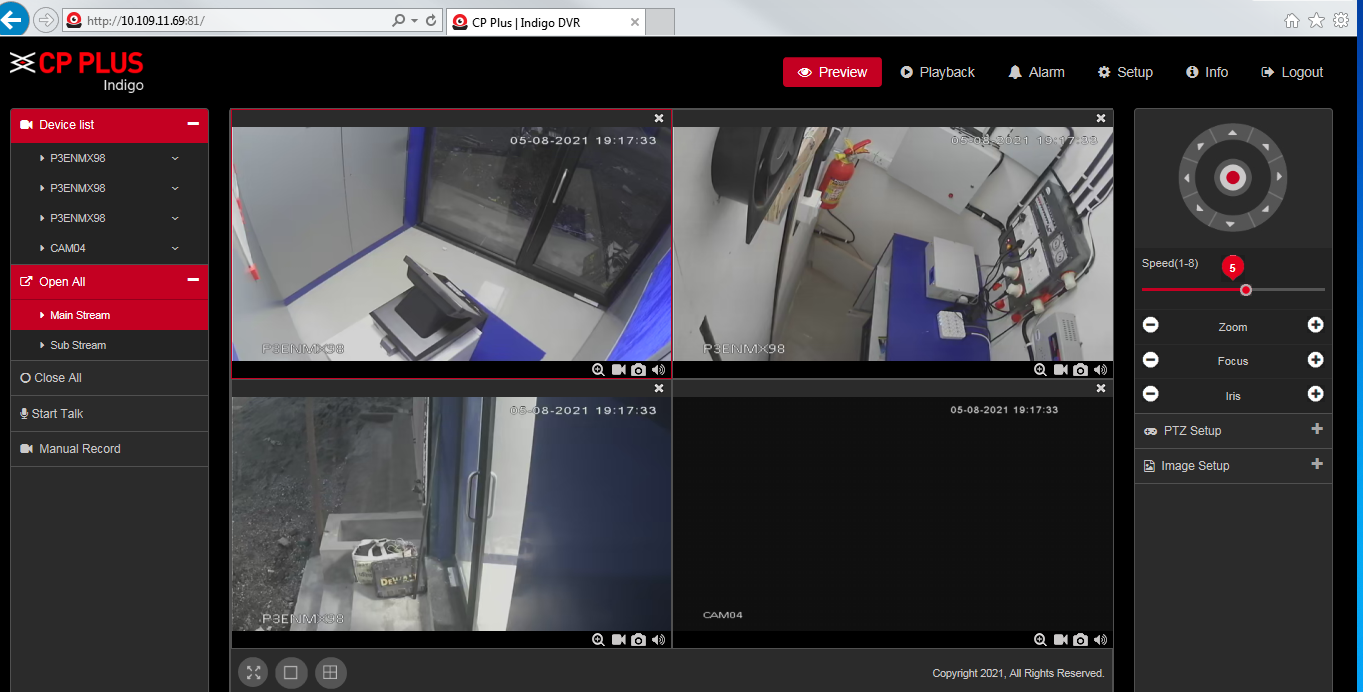 http://10.109.11.69:81/
CP Plus | Indigo DVR
CP PLUS
Indigo
Preview
Playback
Alarm
Setup
Info
Logout
Device list
P3ENMX98
P3ENMX98
P3ENMX98
CAM04
Open All
Main Stream
Sub Stream
Close All
Start Talk
Manual Record
05-08-2021 19:17:33
P3ENMX98
05-08-2021 19:17:33
P3ENMX98
05-08-2021 19:17:33
DEWALT
P3ENMX98
05-08-2021 19:17:33
CAM04
Speed(1-8)
5
Zoom
Focus
Iris
PTZ Setup
Image Setup
Copyright 2021, All Rights Reserved.